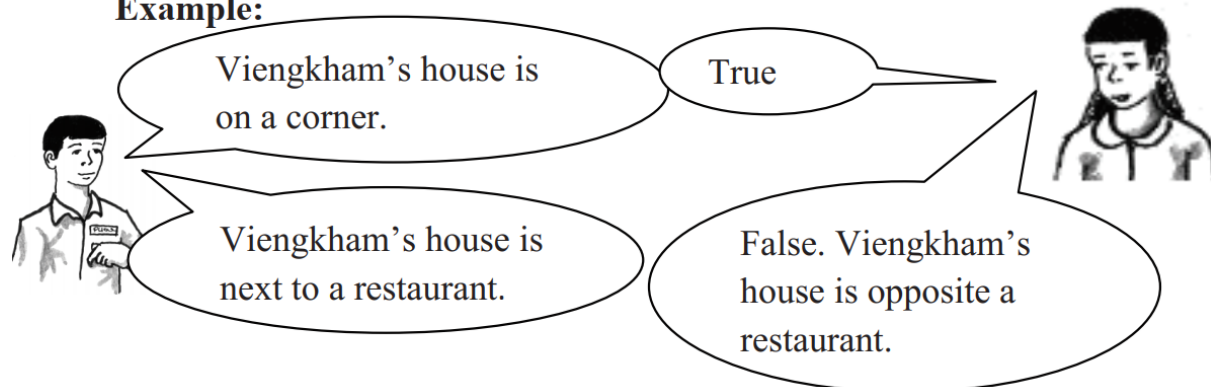 Example:
Viengkham’s house is
on a corner.
True
Viengkham’s house is
next to a restaurant.
False. Viengkham’s
house is opposite a
restaurant.